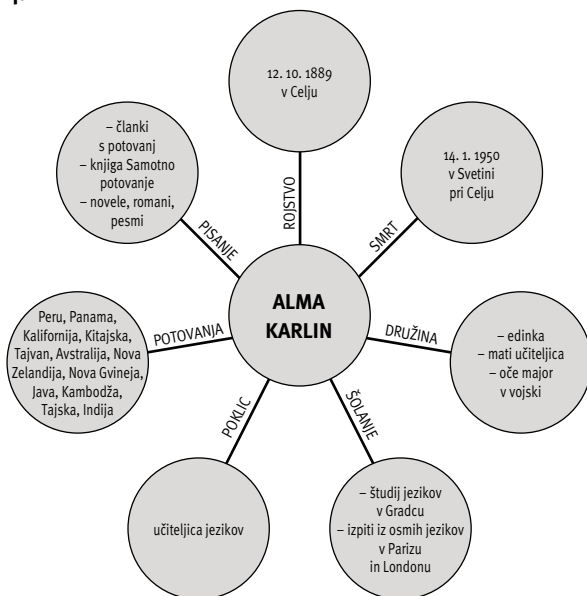 12. 10. 1889
v Celju
ROJSTVO
14. 1. 1950
v Svetini
pri Celju
SMRT
– edinka
– mati učiteljica
– oče major
v vojski
DRUŽINA
– študij jezikov
v Gradcu
– izpiti iz osmih jezikov
v Parizu
in Londonu
ŠOLANJE
učiteljica jezikov
POKLIC
Peru, Panama,
Kalifornija, Kitajska,
Tajvan, Avstralija, Nova
Zelandija, Nova Gvineja,
Java, Kambodža,
Tajska, Indija
POTOVANJA
– članki
s potovanj
– knjiga Samotno
potovanje
– novele, romani,
pesmi
PISANJE
ALMA
KARLIN